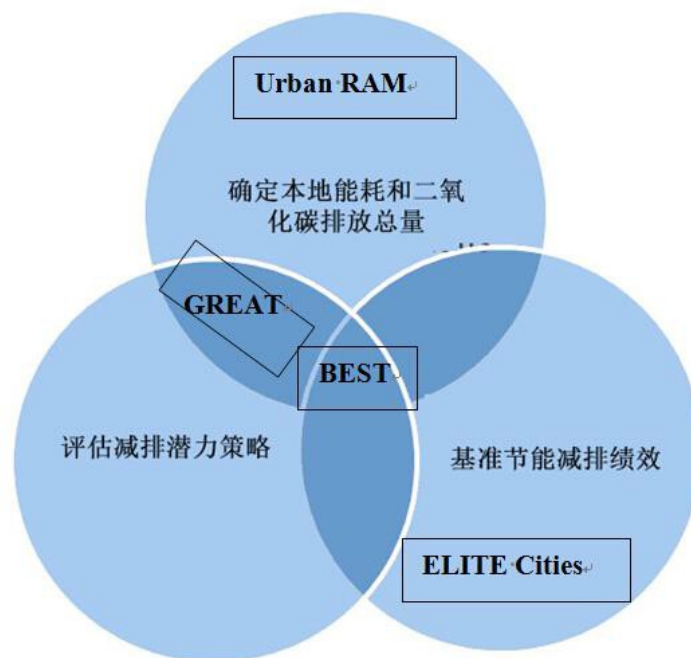 Urban RAM
确定本地能耗和二氧
化碳排放总量
GREAT
BEST
评估减排潜力策略
基准节能减排绩效
ELITE Cities